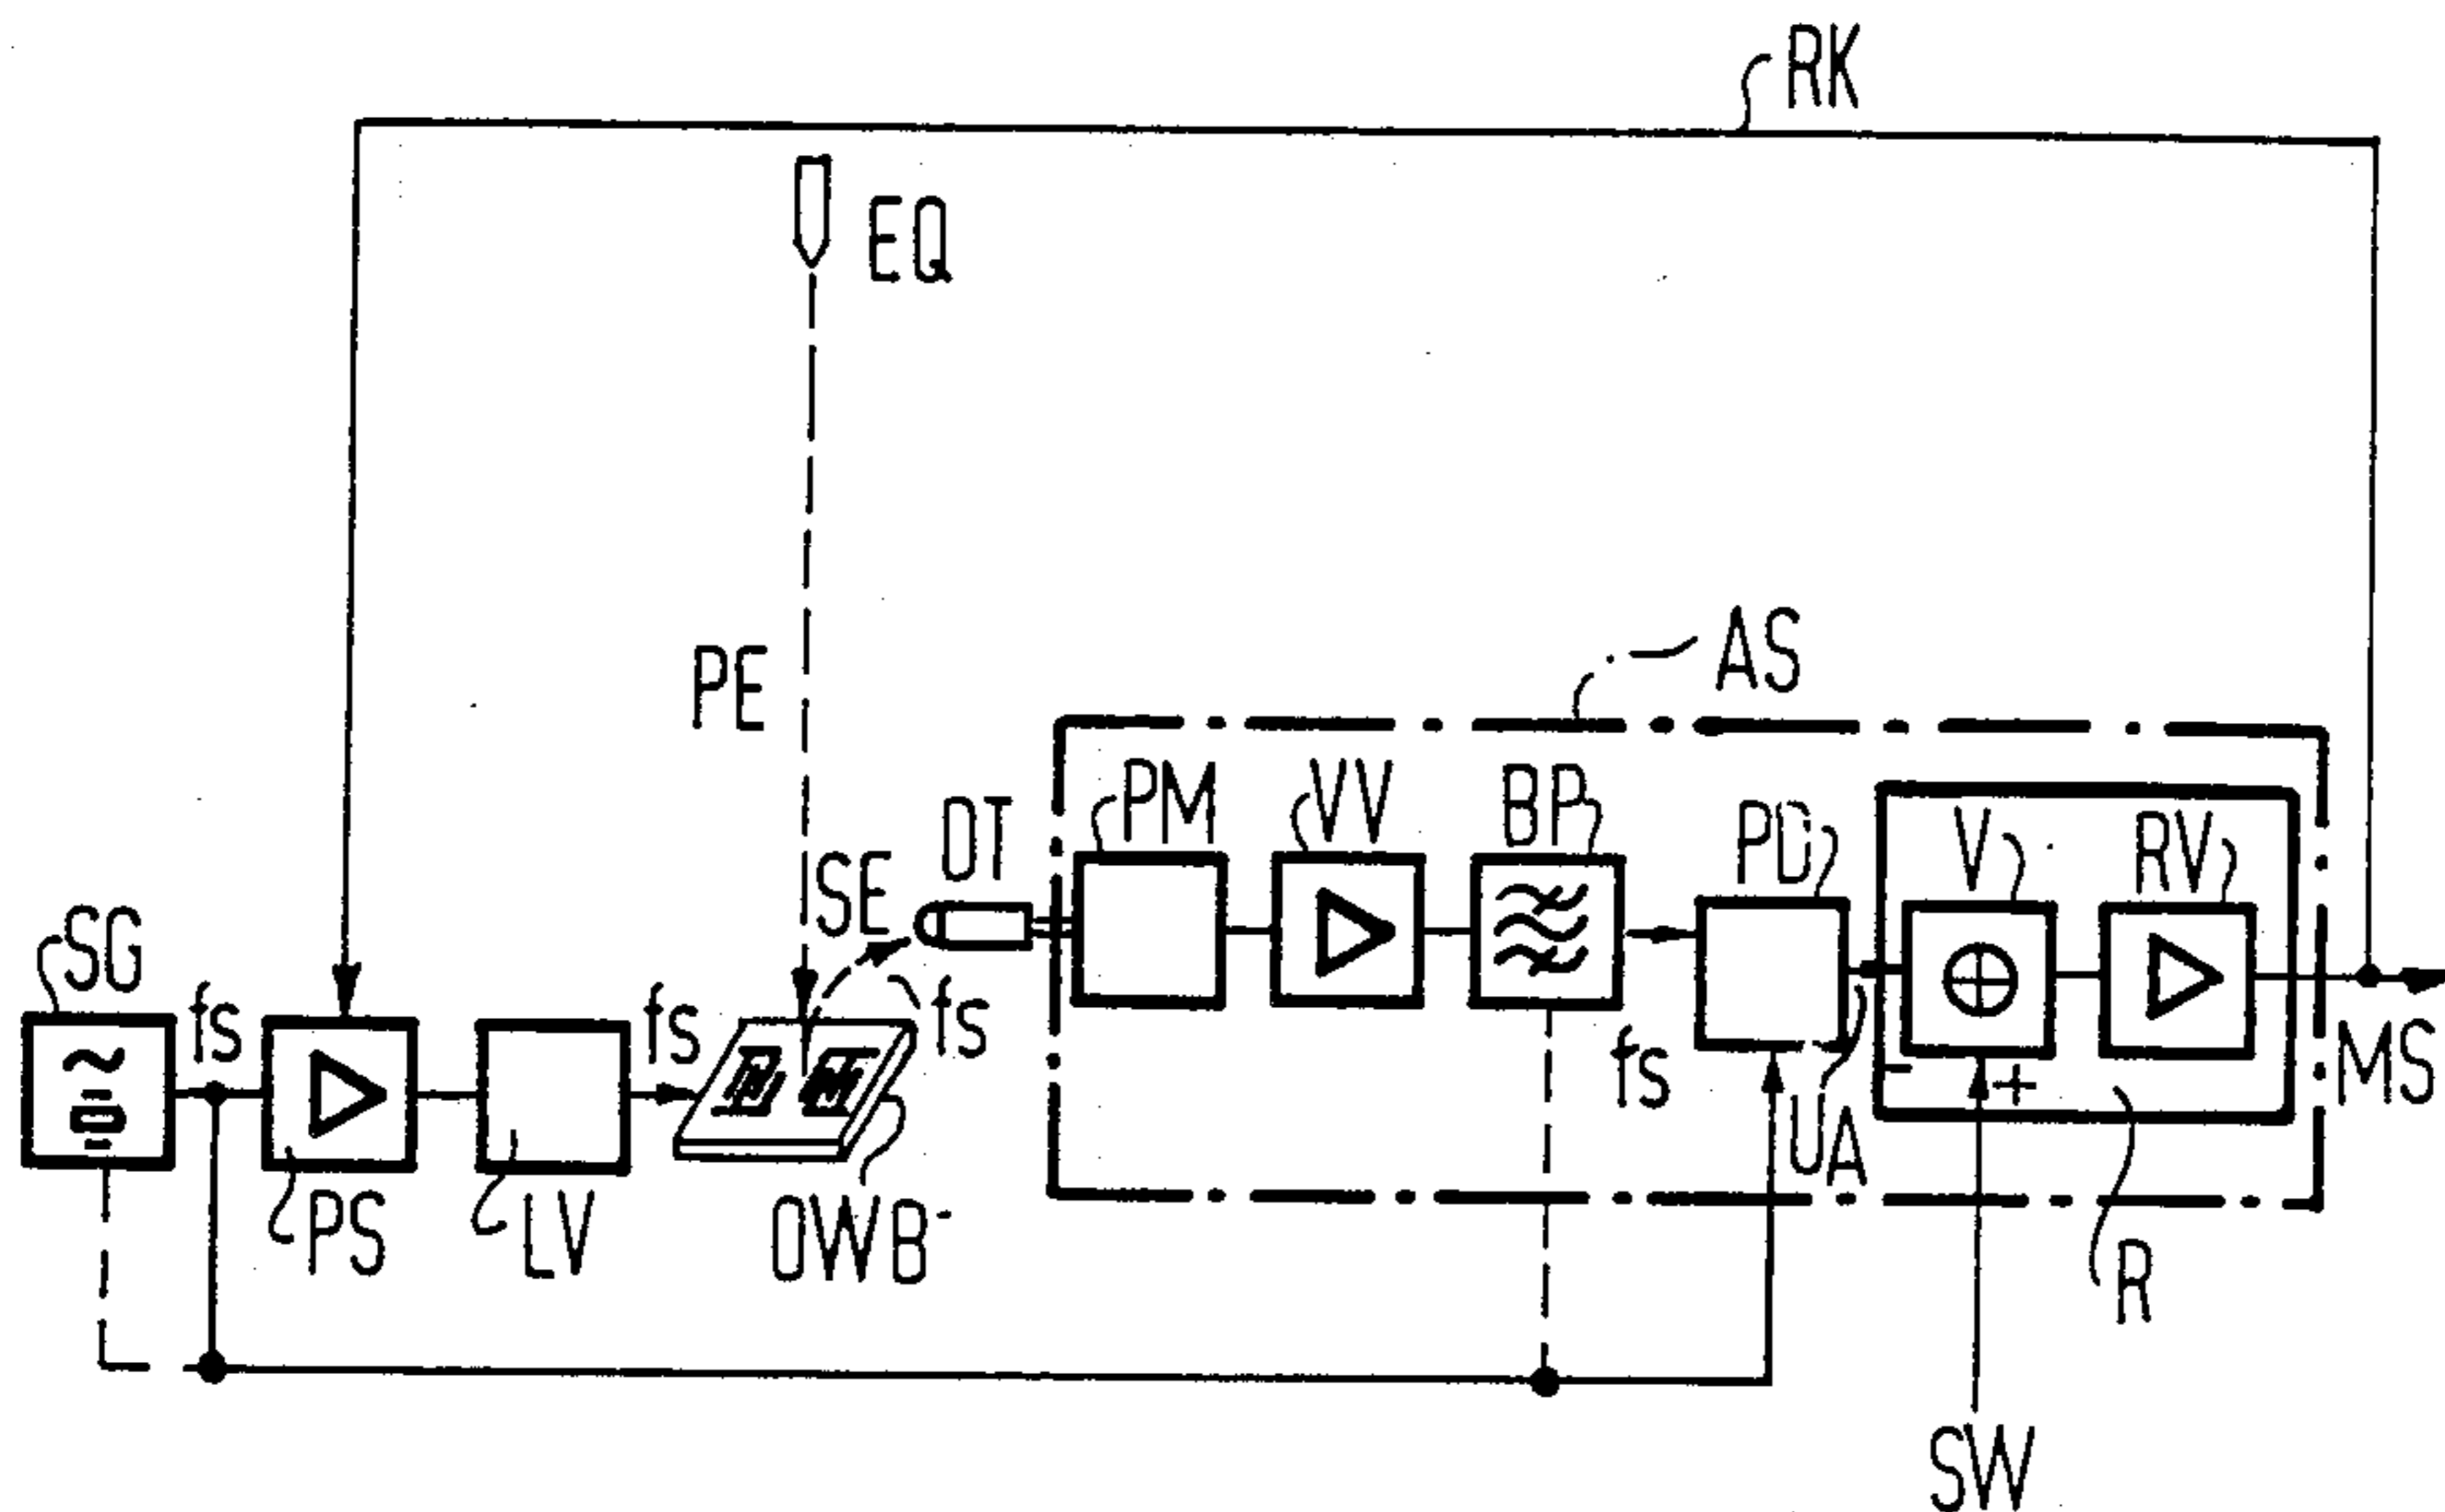 RK
EQ
PE
AS
PM
VV
BP
PD
V
RV
OT
SE
SG
fs
fs
fs
fs
UA
-
+
MS
PS
LV
OWB
R
SW